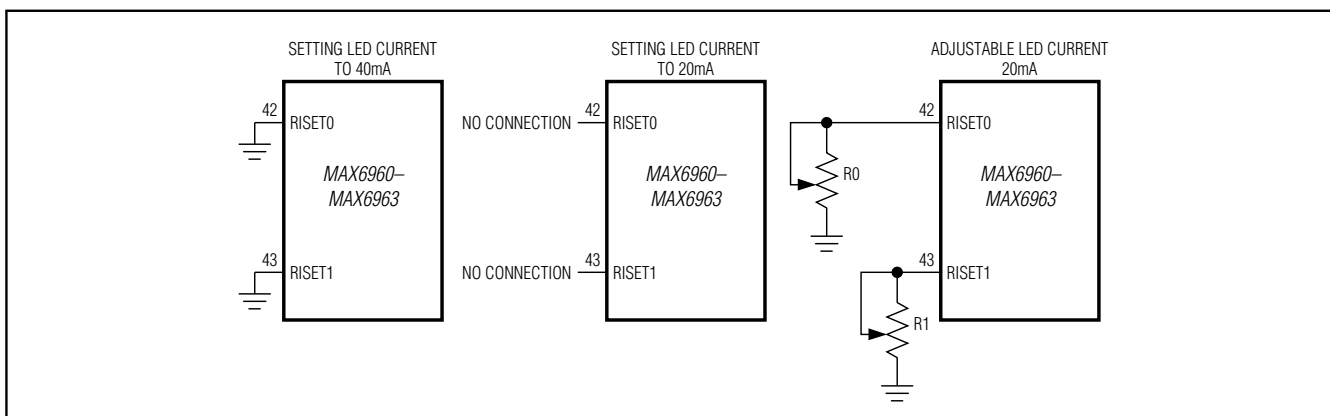 SETTING LED CURRENT
TO 40mA
42
RISET0
MAX6960–
MAX6963
43
RISET1
SETTING LED CURRENT
TO 20mA
NO CONNECTION
42
RISET0
MAX6960–
MAX6963
NO CONNECTION
43
RISET1
ADJUSTABLE LED CURRENT
20mA
42
RISET0
R0
MAX6960–
MAX6963
43
RISET1
R1